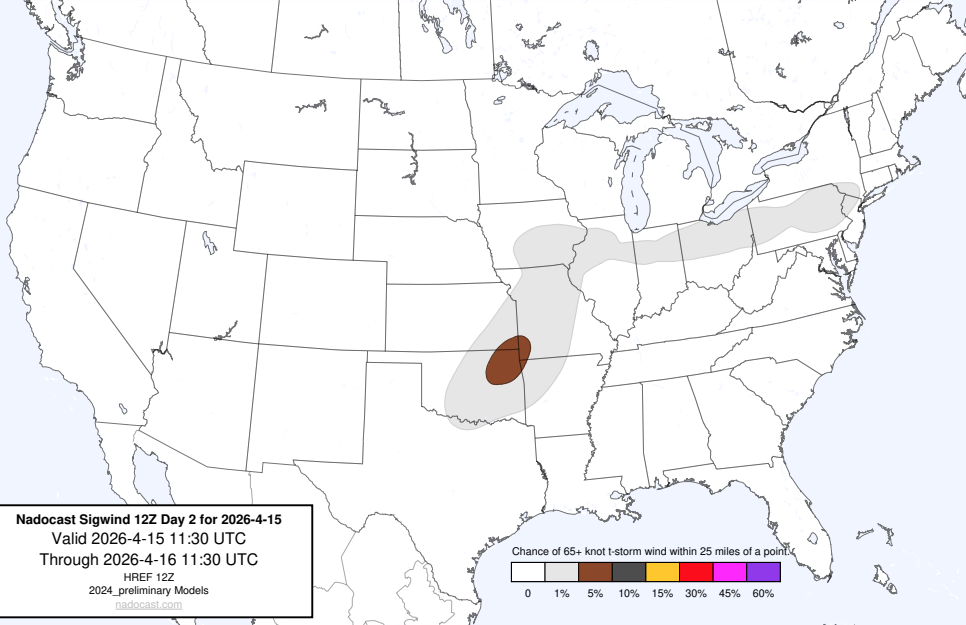 Nadocast Sigwind 12Z Day 2 for 2026-4-15
Valid 2026-4-15 11:30 UTC
Through 2026-4-16 11:30 UTC
HREF 12Z
2024_preliminary Models
nadocast.com
Chance of 65+ knot t-storm wind within 25 miles of a point.
0 1% 5% 10% 15% 30% 45% 60%